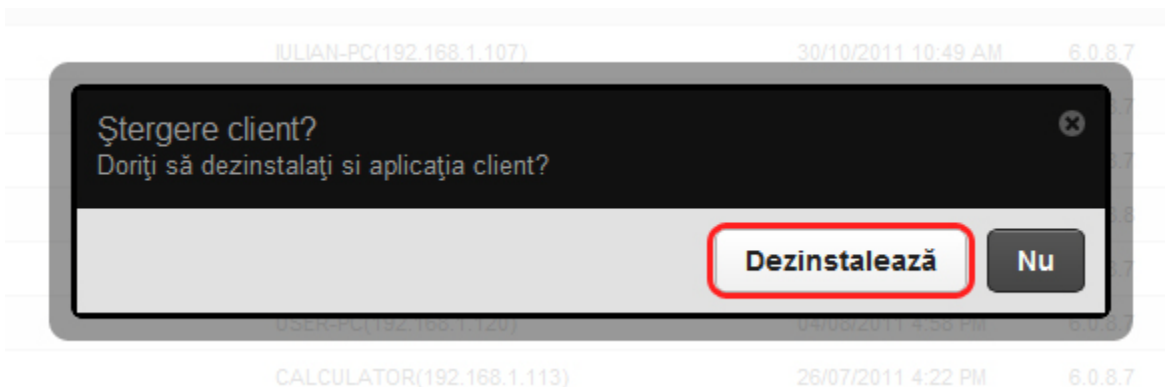 IULIAN-PC(192.168.1.107) 30/10/2011 10:49 AM 6.0.8.7
Ştergere client?
Doriţi să dezinstalaţi si aplicaţia client?
Dezinstalează Nu
USER-PC(192.168.1.120) 04/08/2011 4:58 PM 6.0.8.7
CALCULATOR(192.168.1.113) 26/07/2011 4:22 PM 6.0.8.7